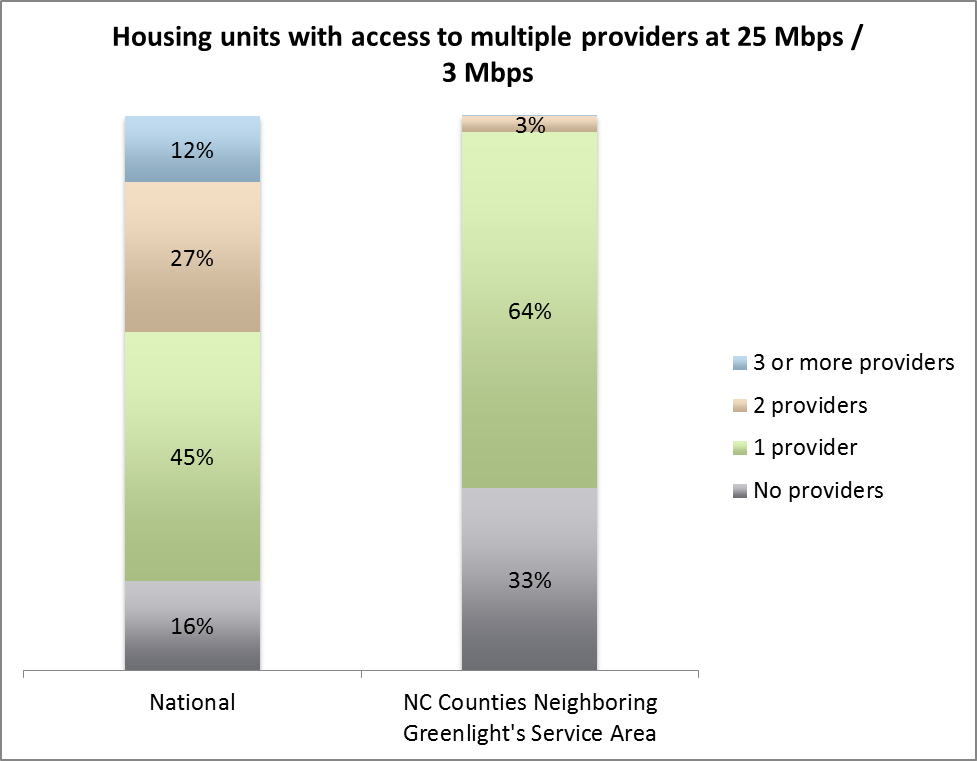 Housing units with access to multiple providers at 25 Mbps /
3 Mbps
12%
27%
45%
16%
3%
64%
33%
3 or more providers
2 providers
1 provider
No providers
National
NC Counties Neighboring
Greenlight's Service Area